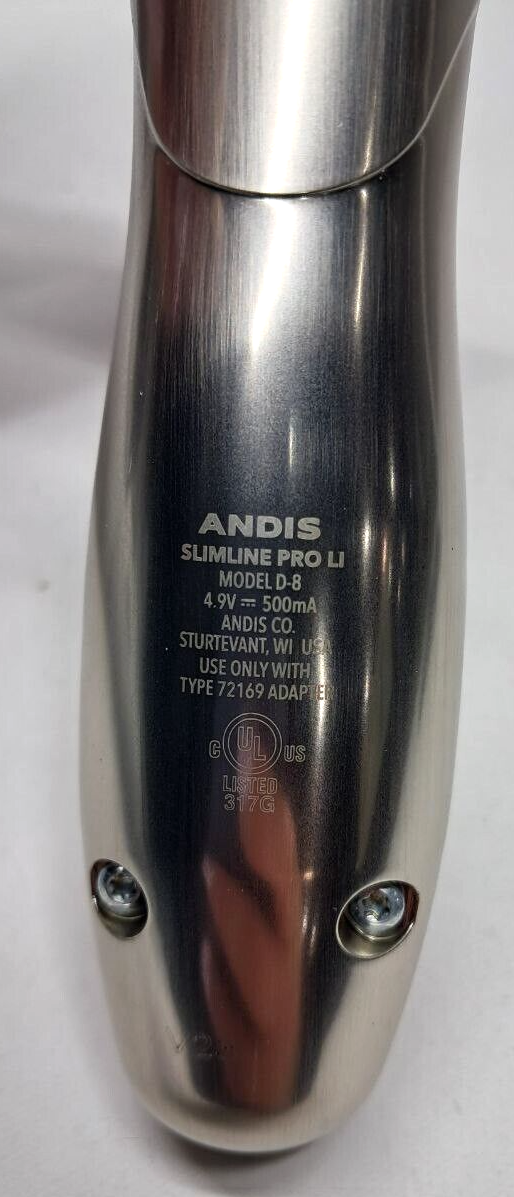 ANDIS
SLIMLINE PRO LI
MODEL D-8
4.9V ⎓ 500mA
ANDIS CO.
STURTEVANT, WI USA
USE ONLY WITH
TYPE 72169 ADAPTER
C UL US
LISTED
317G